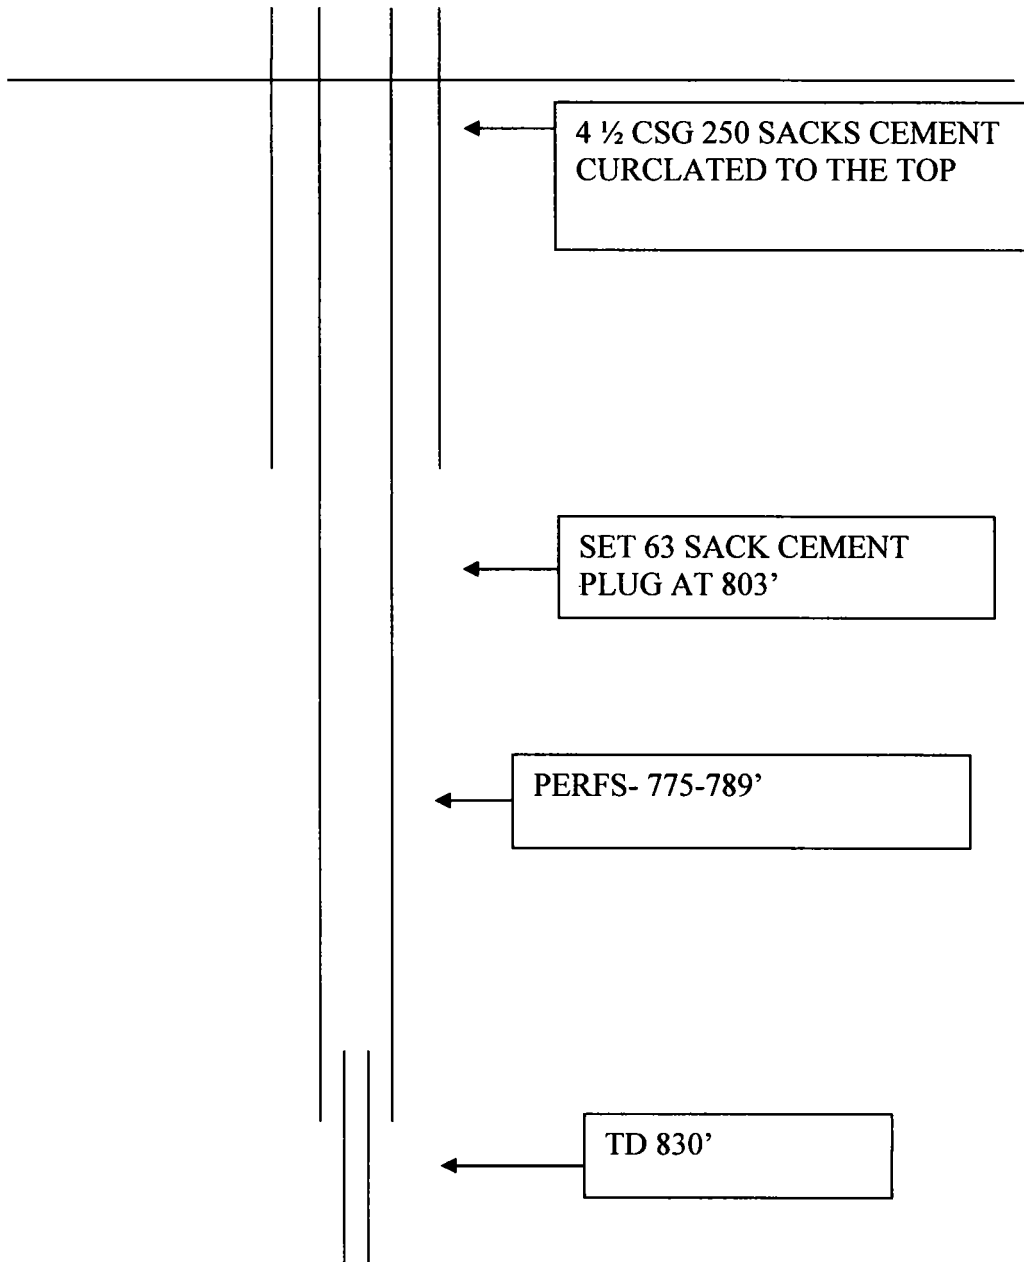 4 ½ CSG 250 SACKS CEMENT
CURCLATED TO THE TOP
SET 63 SACK CEMENT
PLUG AT 803’
PERFS- 775-789’
TD 830’